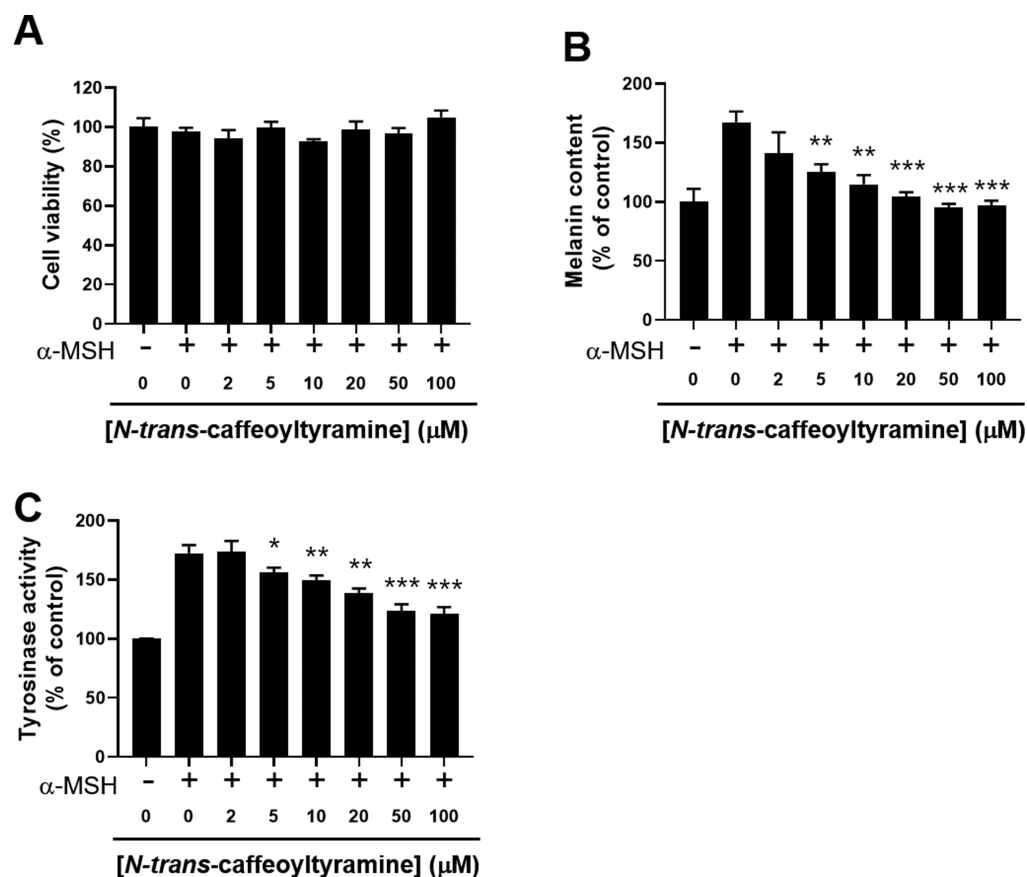 A
Cell viability (%)
120
100
80
60
40
20
0
α-MSH - + + + + + + +
0 0 2 5 10 20 50 100
[N-trans-caffeoyltyramine] (μM)
B
Melanin content
(% of control)
200
150
100
50
0
** ** *** *** ***
α-MSH - + + + + + + +
0 0 2 5 10 20 50 100
[N-trans-caffeoyltyramine] (μM)
C
Tyrosinase activity
(% of control)
200
150
100
50
0
* ** ** *** ***
α-MSH - + + + + + + +
0 0 2 5 10 20 50 100
[N-trans-caffeoyltyramine] (μM)